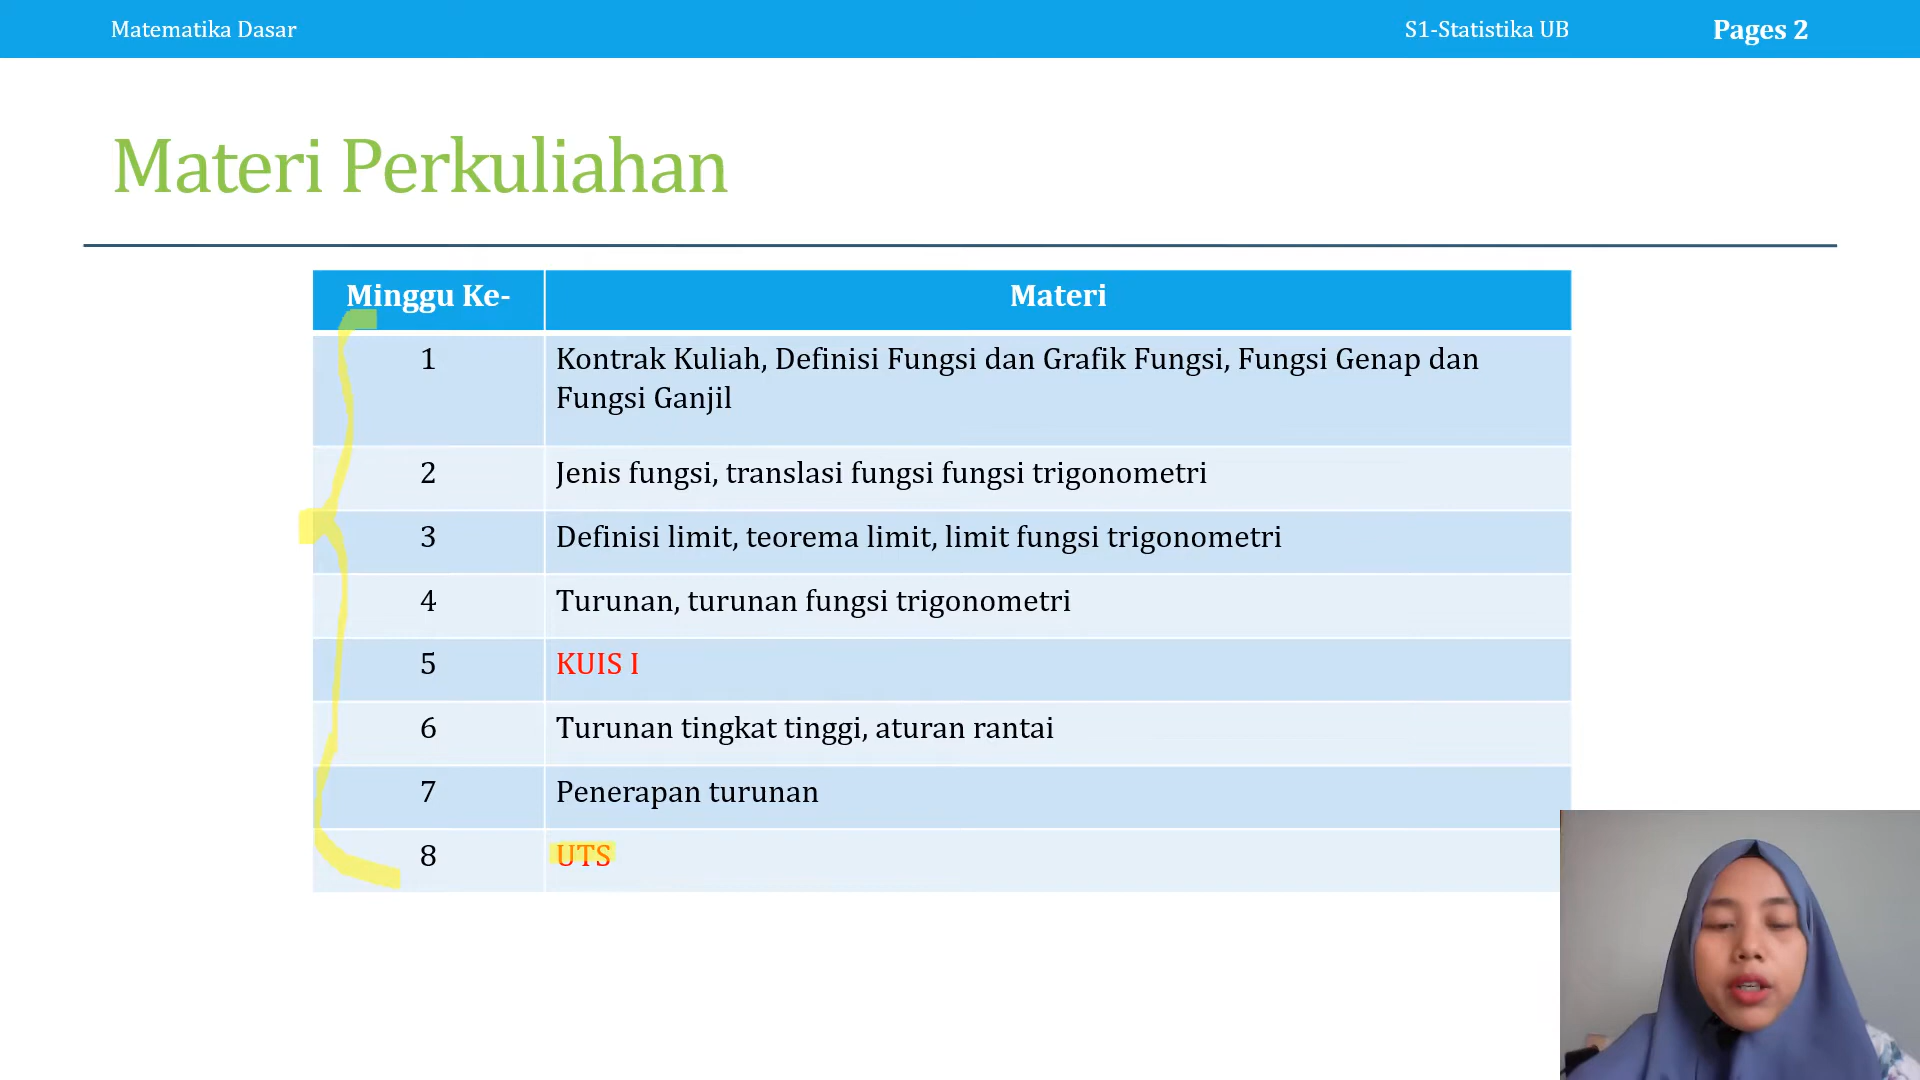 Matematika Dasar
S1-Statistika UB
Pages 2
Materi Perkuliahan
Minggu Ke-
Materi
1
Kontrak Kuliah, Definisi Fungsi dan Grafik Fungsi, Fungsi Genap dan
Fungsi Ganjil
2
Jenis fungsi, translasi fungsi fungsi trigonometri
3
Definisi limit, teorema limit, limit fungsi trigonometri
4
Turunan, turunan fungsi trigonometri
5
KUIS I
6
Turunan tingkat tinggi, aturan rantai
7
Penerapan turunan
8
UTS